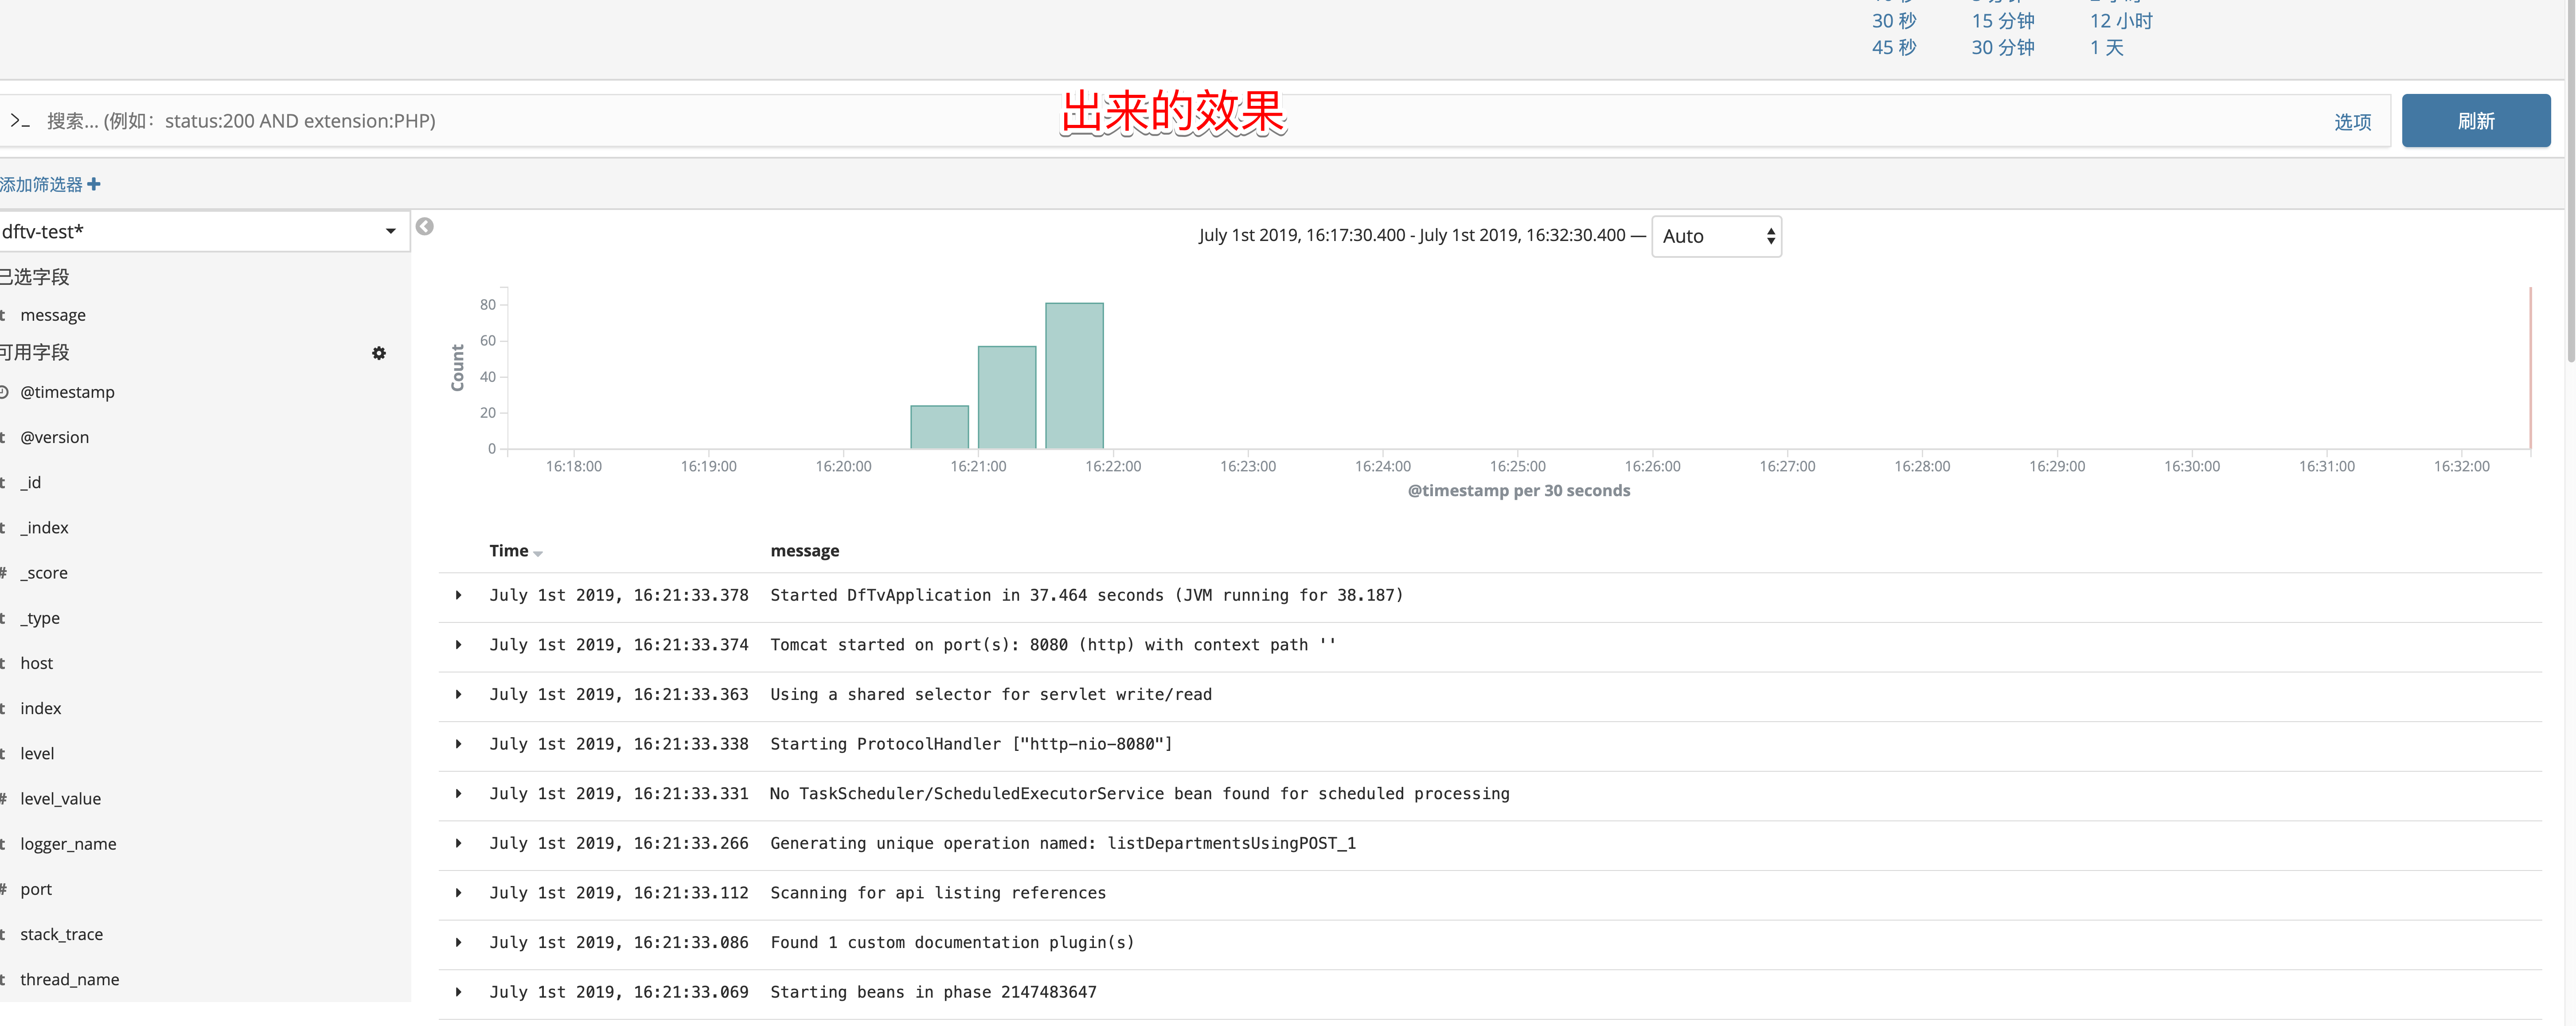 30 秒 15 分钟 12 小时
45 秒 30 分钟 1 天
出来的效果
>_ 搜索... (例如：status:200 AND extension:PHP) 选项 刷新
添加筛选器
dftv-test*
July 1st 2019, 16:17:30.400 - July 1st 2019, 16:32:30.400 — Auto
已选字段
t message
可用字段
@timestamp
t @version
t _id
t _index
# _score
t _type
t host
t index
t level
# level_value
t logger_name
# port
t stack_trace
t thread_name
Count
80
60
40
20
0
16:18:00 16:19:00 16:20:00 16:21:00 16:22:00 16:23:00 16:24:00 16:25:00 16:26:00 16:27:00 16:28:00 16:29:00 16:30:00 16:31:00 16:32:00
@timestamp per 30 seconds
Time message
July 1st 2019, 16:21:33.378 Started DfTvApplication in 37.464 seconds (JVM running for 38.187)
July 1st 2019, 16:21:33.374 Tomcat started on port(s): 8080 (http) with context path ''
July 1st 2019, 16:21:33.363 Using a shared selector for servlet write/read
July 1st 2019, 16:21:33.338 Starting ProtocolHandler ["http-nio-8080"]
July 1st 2019, 16:21:33.331 No TaskScheduler/ScheduledExecutorService bean found for scheduled processing
July 1st 2019, 16:21:33.266 Generating unique operation named: listDepartmentsUsingPOST_1
July 1st 2019, 16:21:33.112 Scanning for api listing references
July 1st 2019, 16:21:33.086 Found 1 custom documentation plugin(s)
July 1st 2019, 16:21:33.069 Starting beans in phase 2147483647